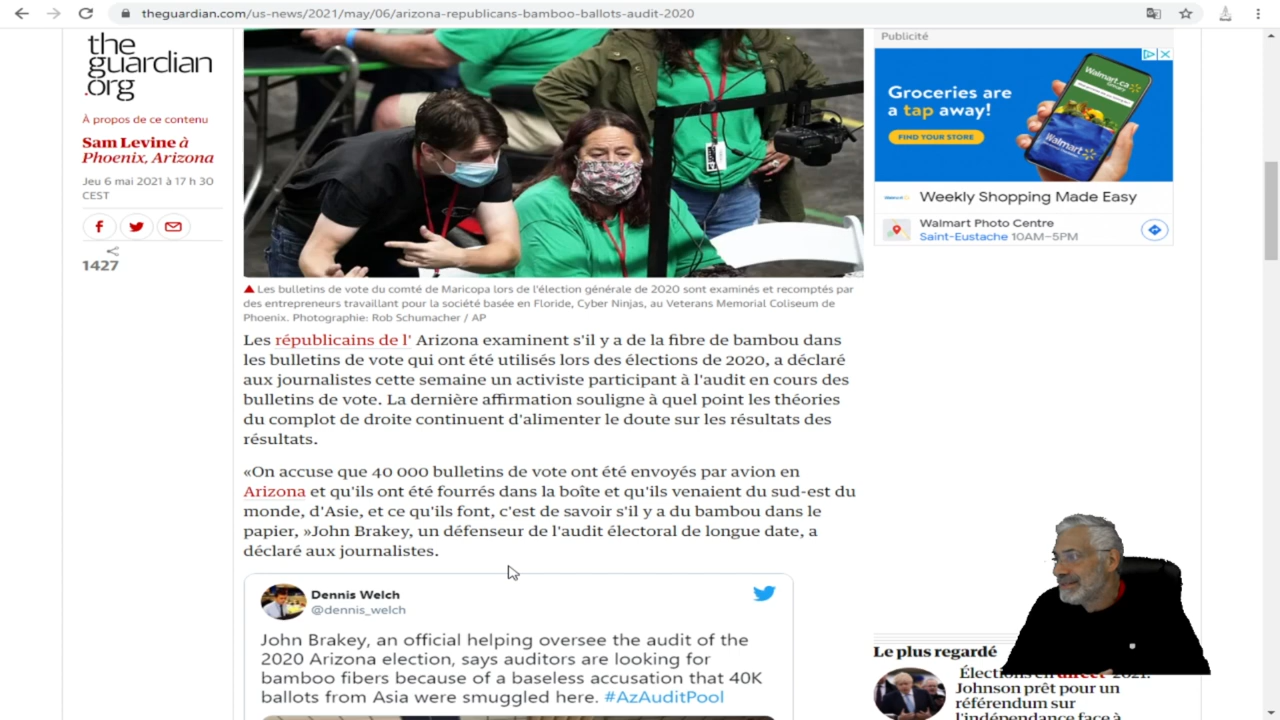 theguardian.com/us-news/2021/may/06/arizona-republicans-bamboo-ballots-audit-2020
the
guardian
.org
À propos de ce contenu
Sam Levine à
Phoenix, Arizona
Jeu 6 mai 2021 à 17 h 30
CEST
1427
Les bulletins de vote du comté de Maricopa lors de l'élection générale de 2020 sont examinés et recomptés par
des entrepreneurs travaillant pour la société basée en Floride, Cyber Ninjas, au Veterans Memorial Coliseum de
Phoenix. Photographie: Rob Schumacher / AP
Les républicains de l' Arizona examinent s'il y a de la fibre de bambou dans
les bulletins de vote qui ont été utilisés lors des élections de 2020, a déclaré
aux journalistes cette semaine un activiste participant à l'audit en cours des
bulletins de vote. La dernière affirmation souligne à quel point les théories
du complot de droite continuent d'alimenter le doute sur les résultats des
résultats.
«On accuse que 40 000 bulletins de vote ont été envoyés par avion en
Arizona et qu'ils ont été fourrés dans la boîte et qu'ils venaient du sud-est du
monde, d'Asie, et ce qu'ils font, c'est de savoir s'il y a du bambou dans le
papier, »John Brakey, un défenseur de l'audit électoral de longue date, a
déclaré aux journalistes.
Dennis Welch
@dennis_welch
John Brakey, an official helping oversee the audit of the
2020 Arizona election, says auditors are looking for
bamboo fibers because of a baseless accusation that 40K
ballots from Asia were smuggled here. #AzAuditPool
Publicité
Groceries are
a tap away!
FIND YOUR STORE
Walmart.ca
Walmart
Weekly Shopping Made Easy
Walmart Photo Centre
Saint-Eustache 10AM–5PM
Le plus regardé
Élections en direct 2021:
Johnson prêt pour un
référendum sur
l'indépendance face à